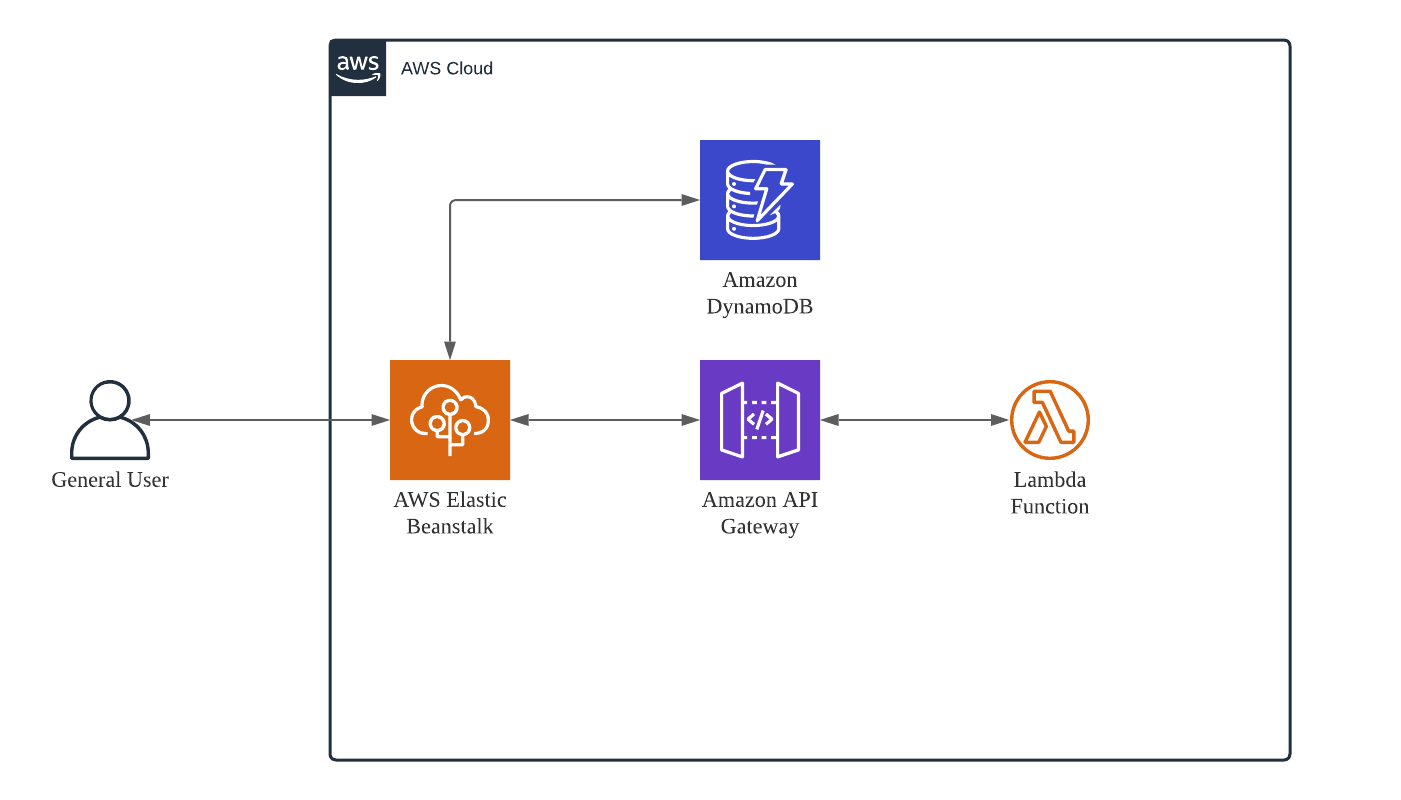 aws
AWS Cloud
Amazon
DynamoDB
General User
AWS Elastic
Beanstalk
</>
Amazon API
Gateway
Lambda
Function